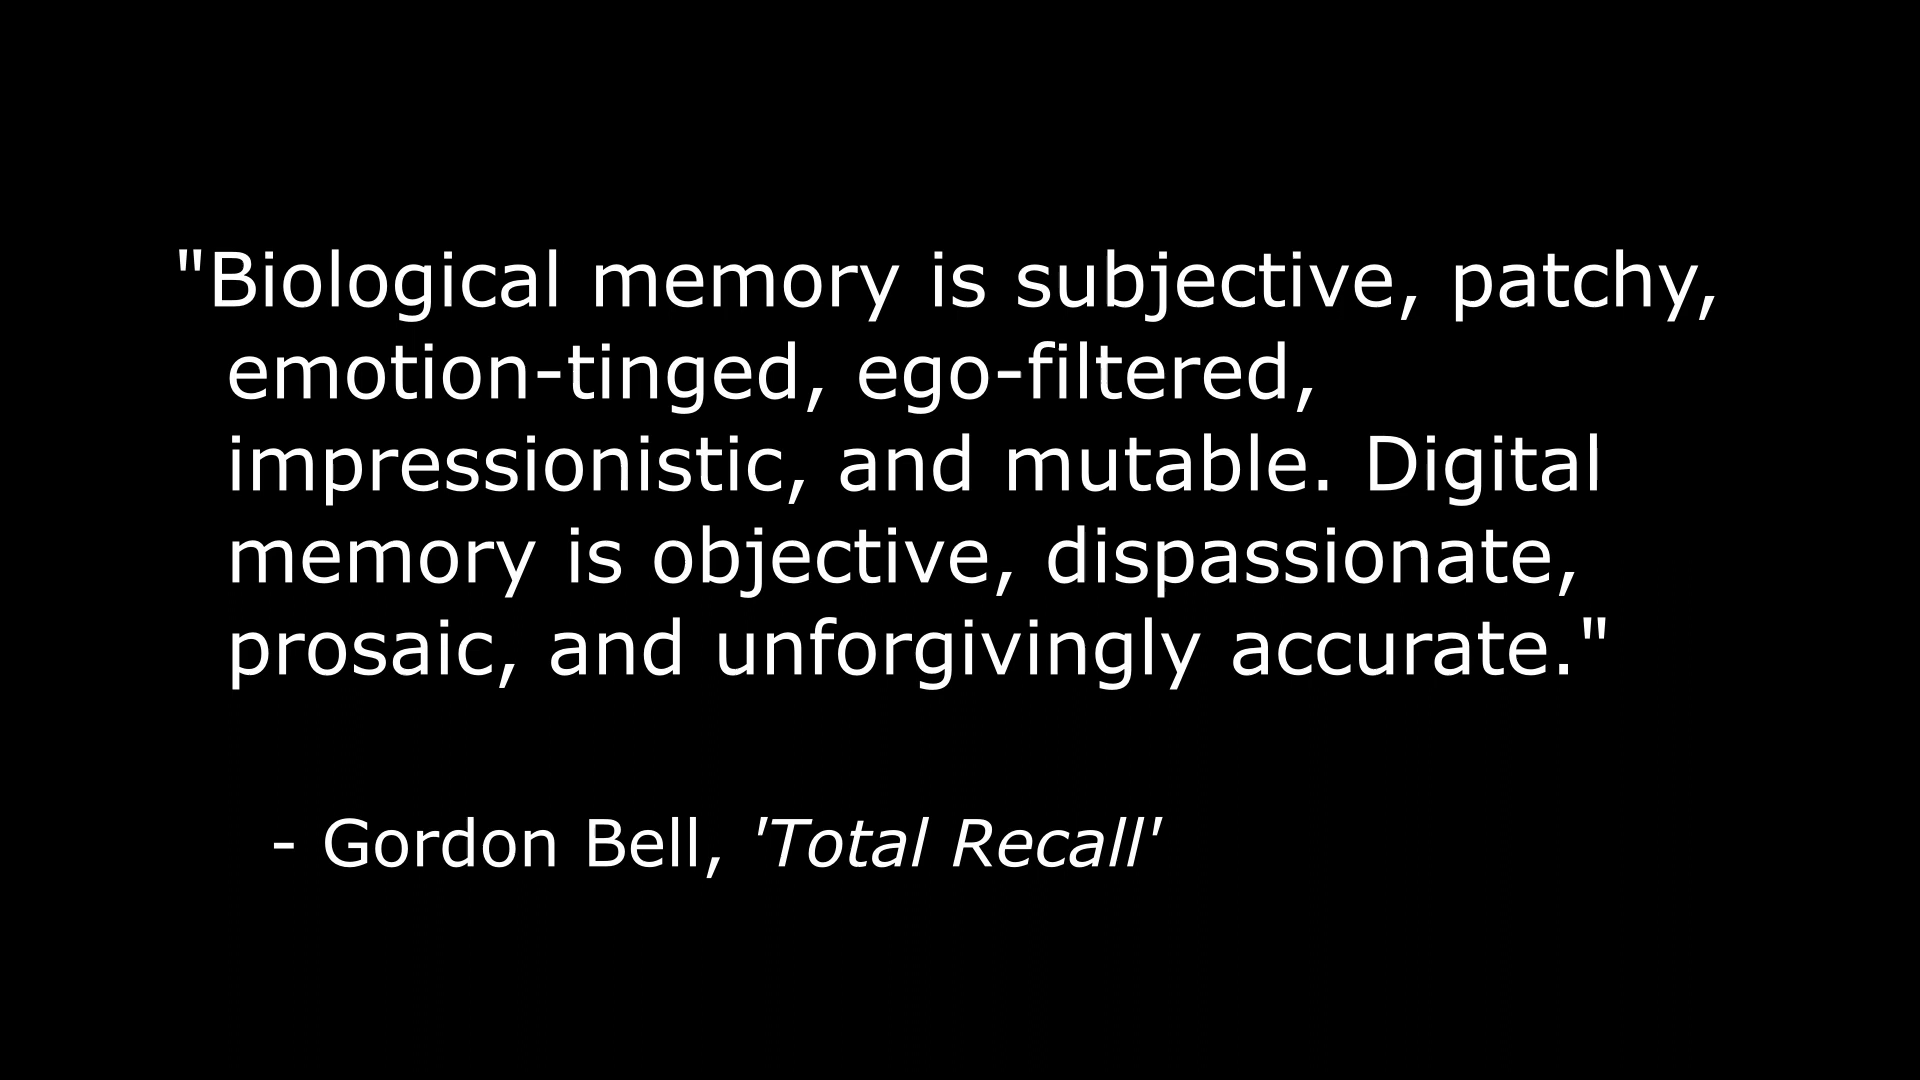 "Biological memory is subjective, patchy,
emotion-tinged, ego-filtered,
impressionistic, and mutable. Digital
memory is objective, dispassionate,
prosaic, and unforgivingly accurate."
- Gordon Bell, 'Total Recall'